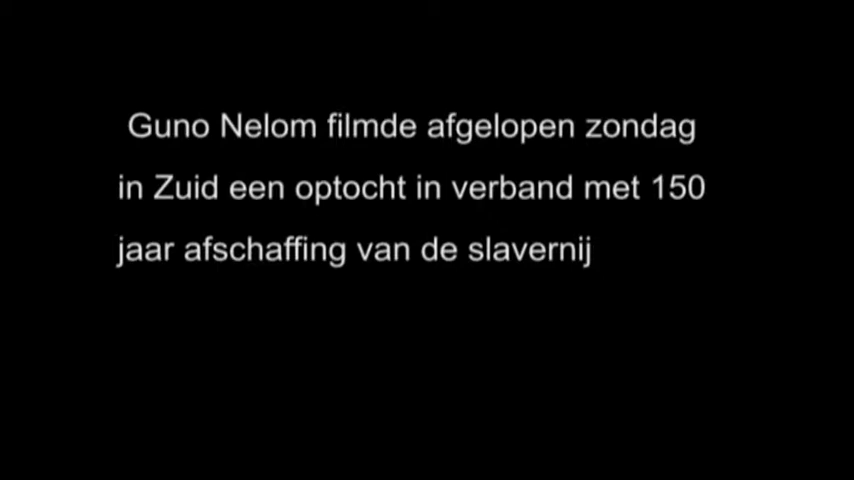 Guno Nelom filmde afgelopen zondag
in Zuid een optocht in verband met 150
jaar afschaffing van de slavernij